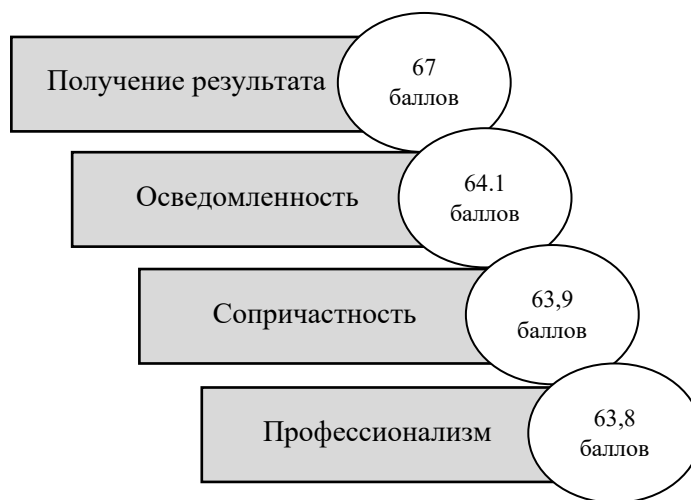 Получение результата
67
баллов
Осведомленность
64.1
баллов
Сопричастность
63,9
баллов
Профессионализм
63,8
баллов